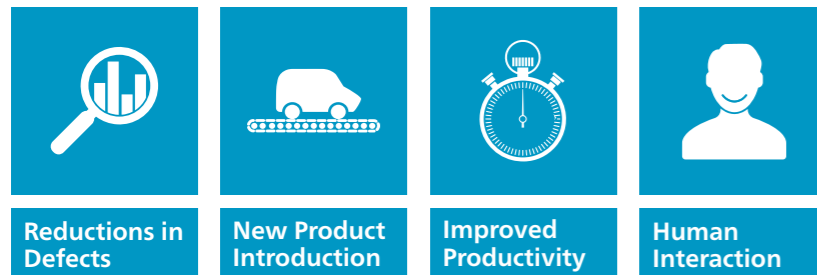 Reductions in
Defects
New Product
Introduction
Improved
Productivity
Human
Interaction